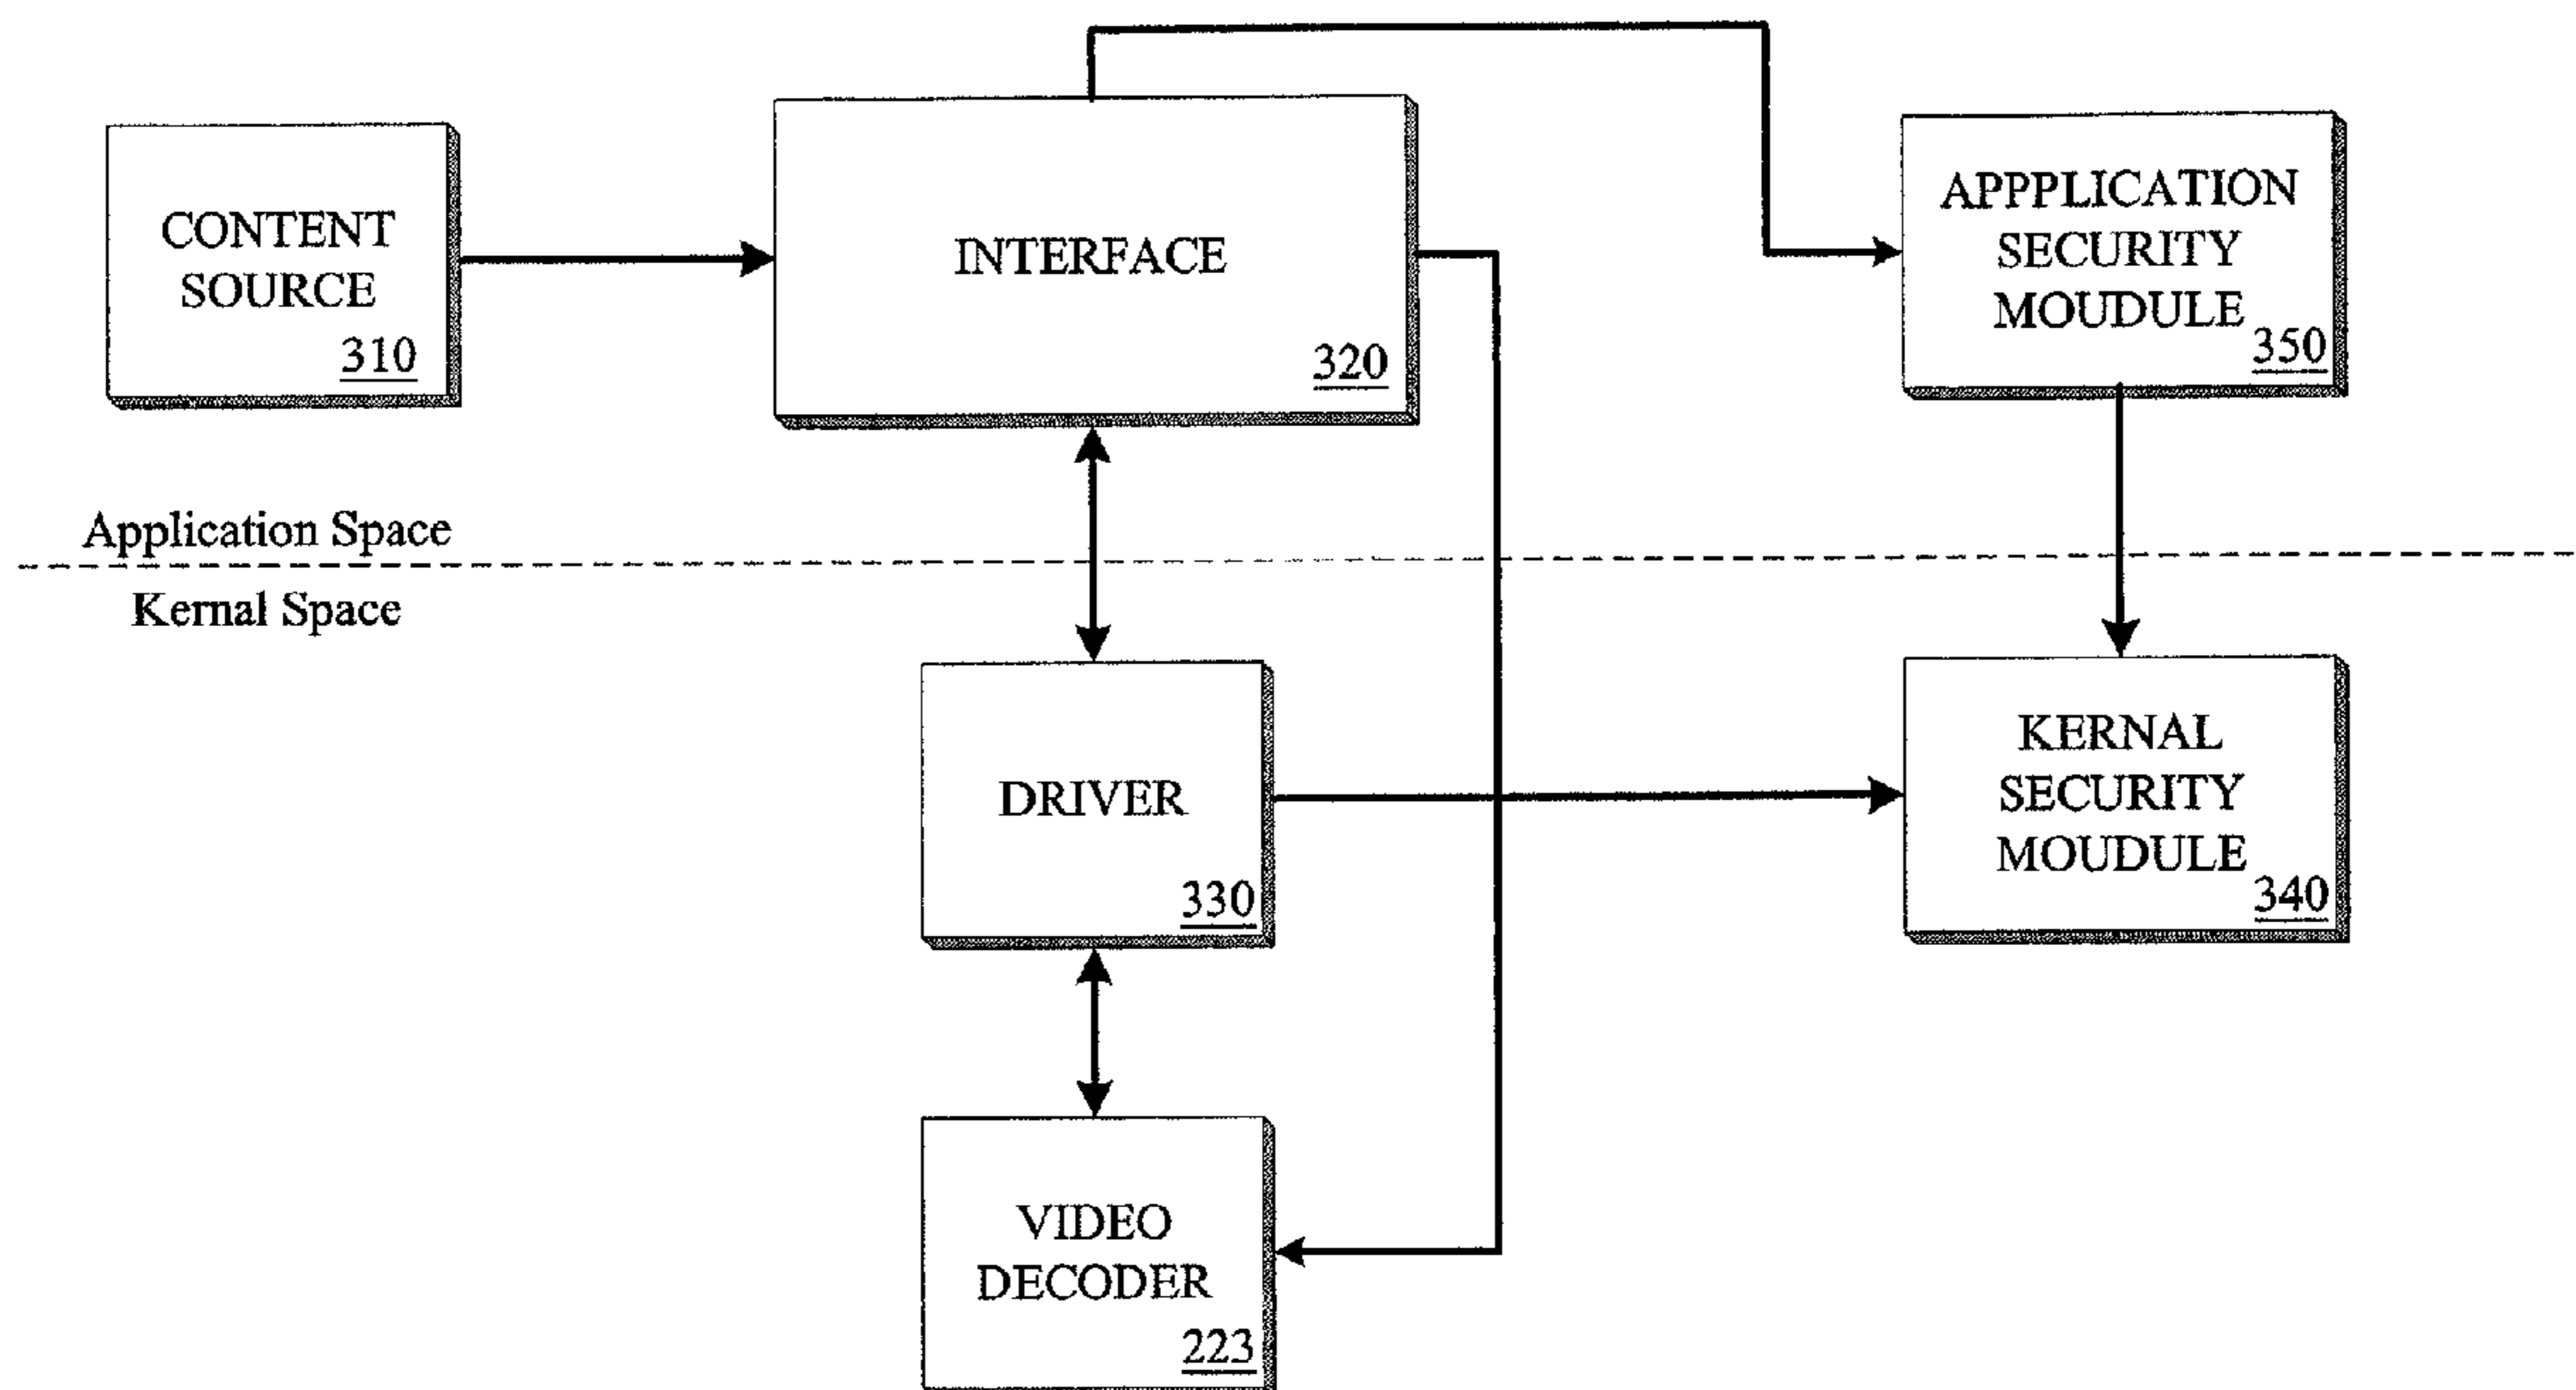 CONTENT
SOURCE
310
INTERFACE
320
APPPLICATION
SECURITY
MOUDULE
350
Application Space
Kernal Space
DRIVER
330
KERNAL
SECURITY
MOUDULE
340
VIDEO
DECODER
223